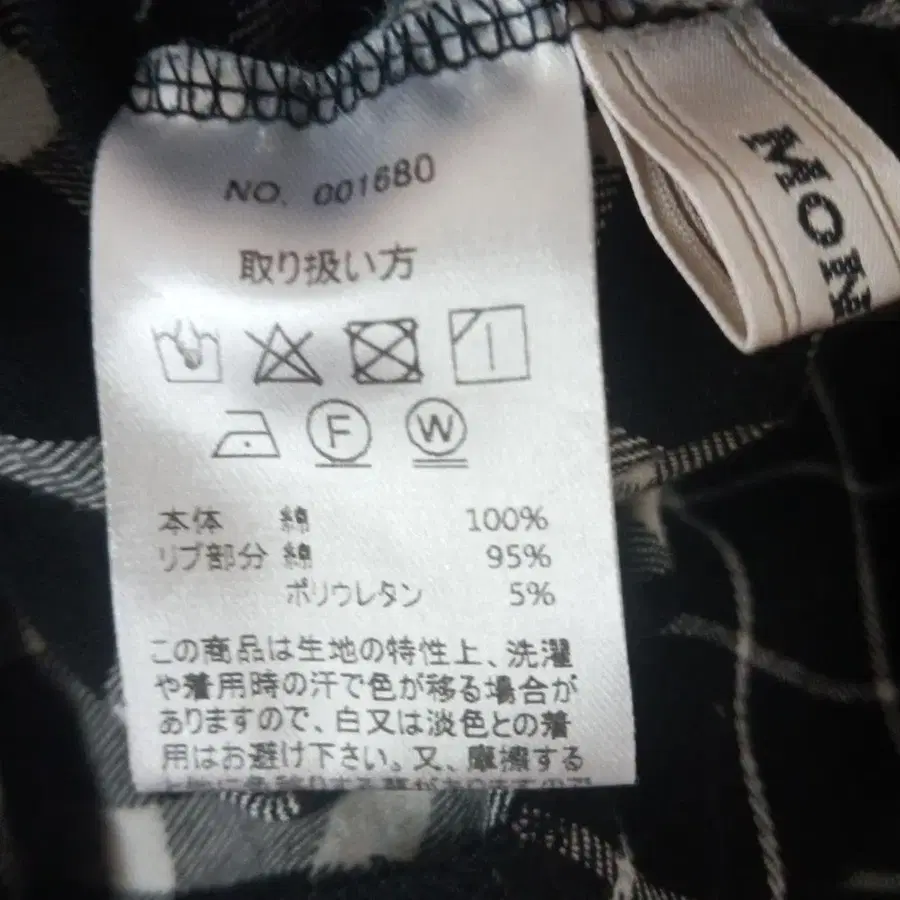 NO. 001680
取り扱い方
F W
本体 綿 100%
リブ部分 綿 95%
ポリウレタン 5%
この商品は生地の特性上、洗濯
や着用時の汗で色が移る場合が
ありますので、白又は淡色との着
用はお避け下さい。又、摩擦する
MON